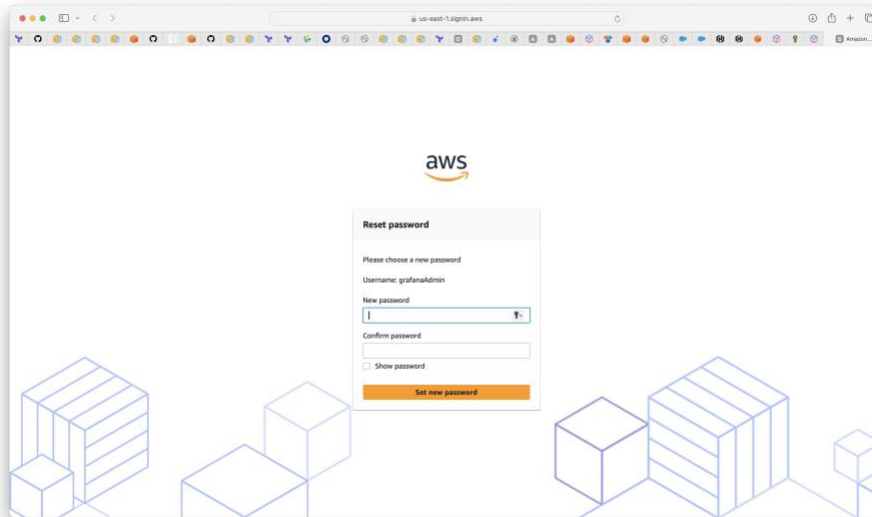 us-east-1.signin.aws
Amazon...
aws
Reset password
Please choose a new password
Username: grafanaAdmin
New password
Confirm password
Show password
Set new password